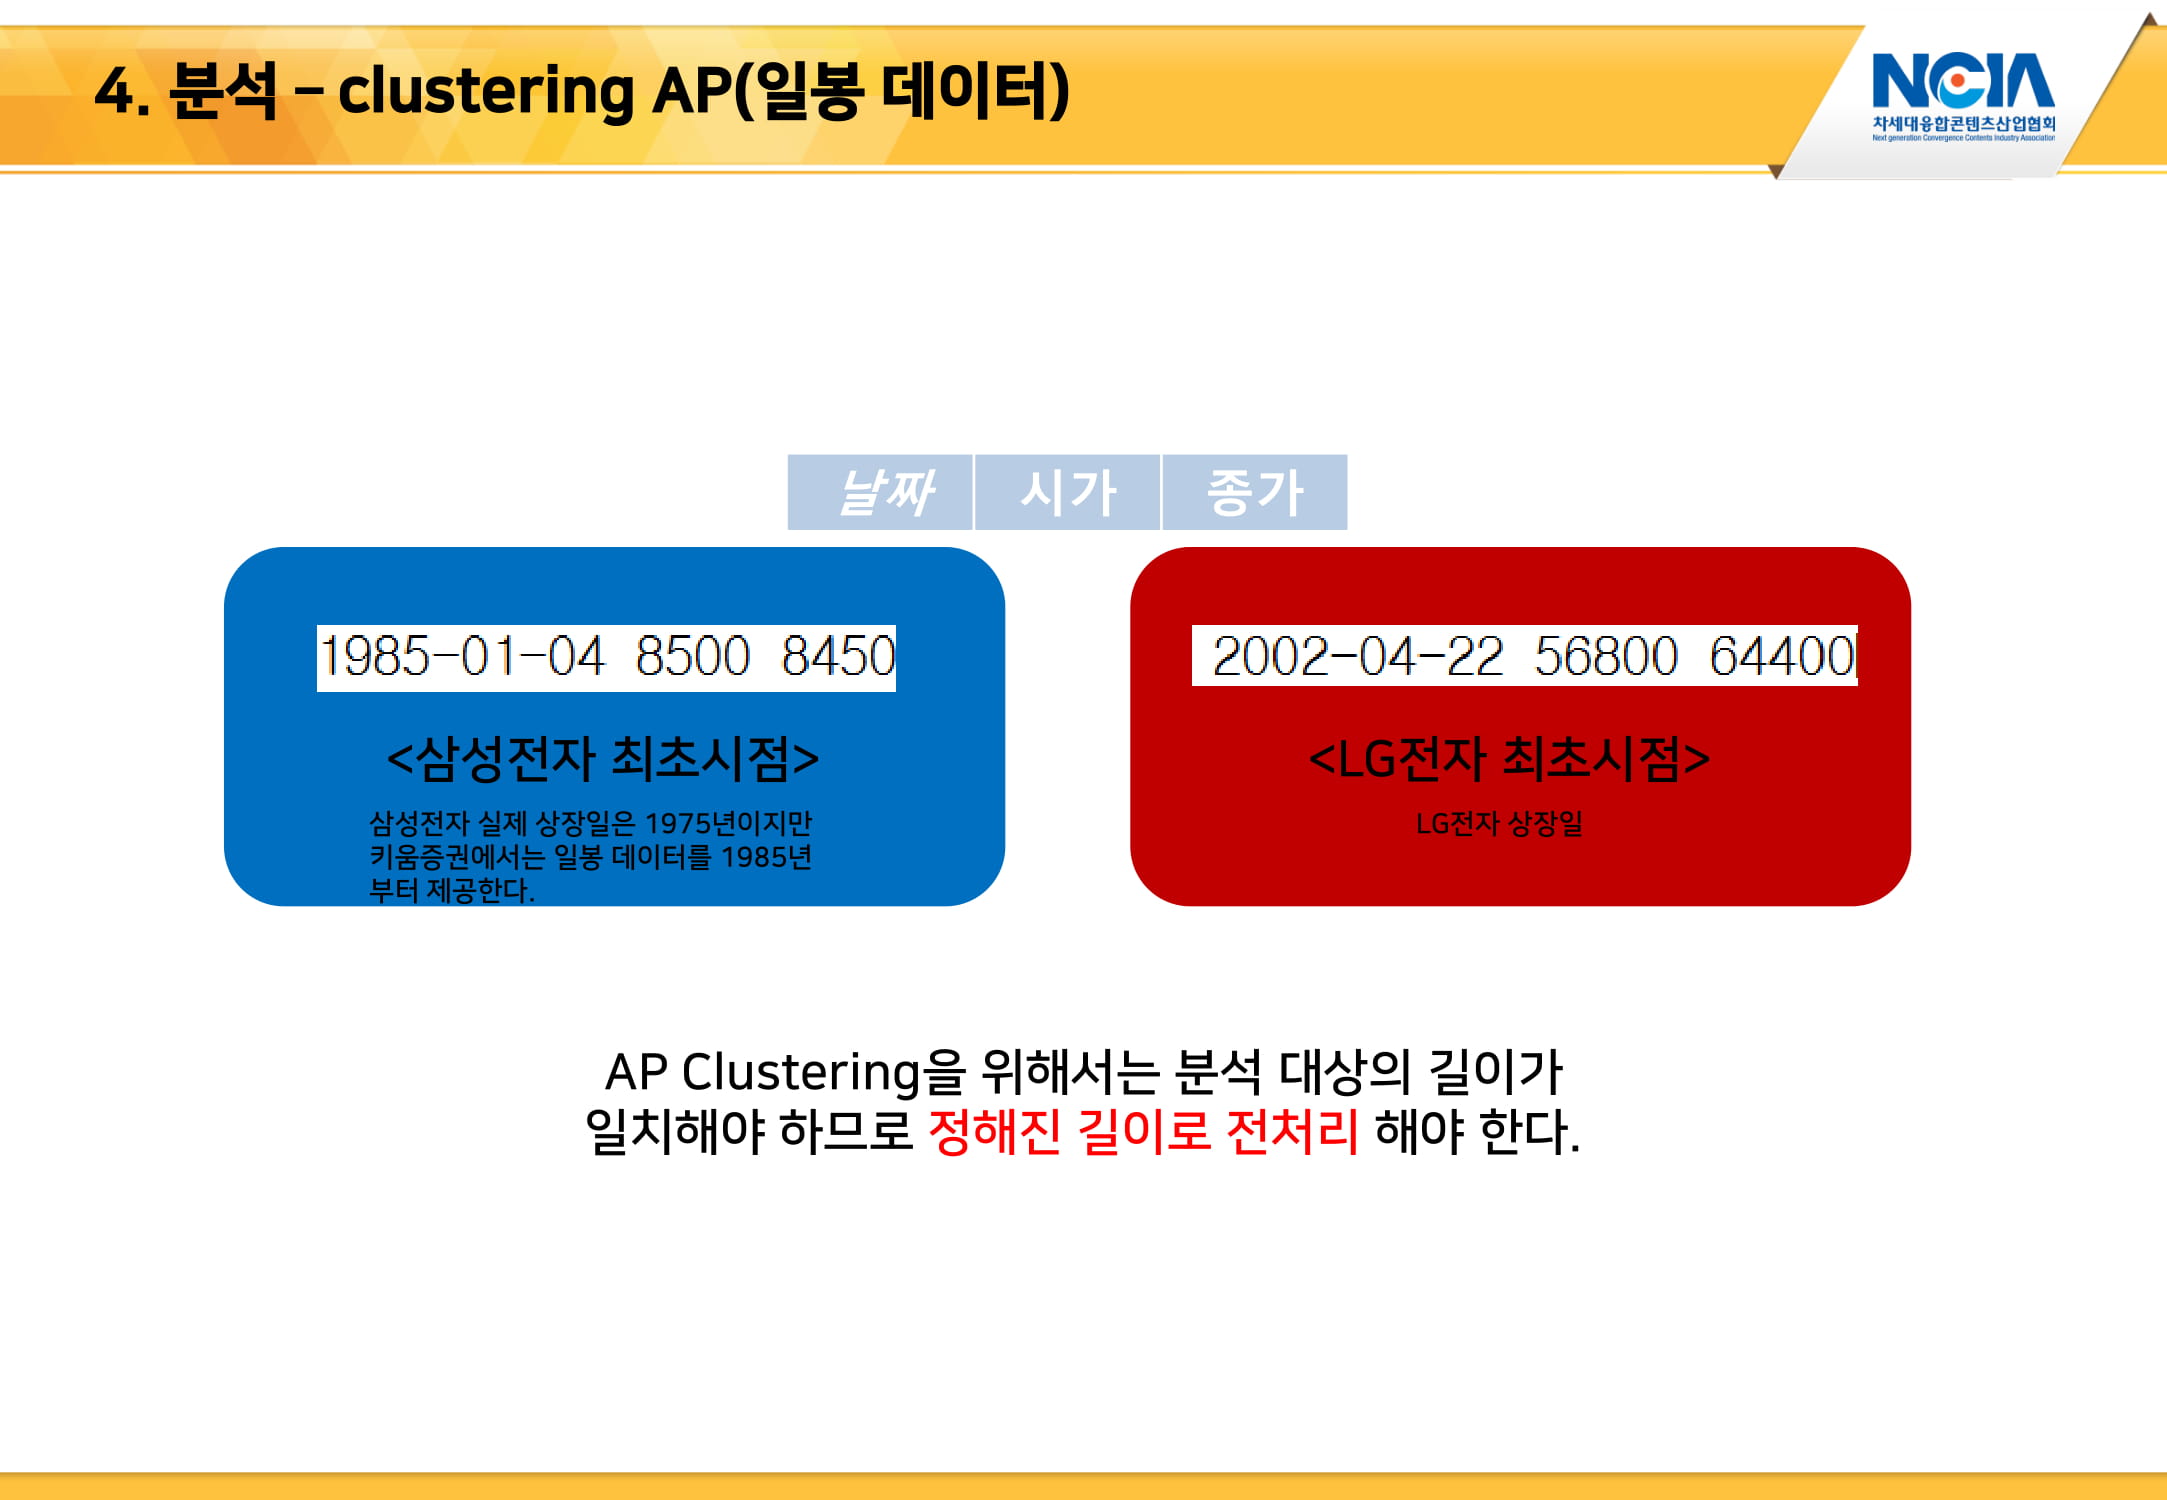 4. 분석 – clustering AP(일봉 데이터)
NCIA
차세대융합콘텐츠산업협회
Next generation Convergence Contents Industry Association
날짜 시가 종가
1985-01-04 8500 8450
<삼성전자 최초시점>
삼성전자 실제 상장일은 1975년이지만
키움증권에서는 일봉 데이터를 1985년
부터 제공한다.
2002-04-22 56800 64400
<LG전자 최초시점>
LG전자 상장일
AP Clustering을 위해서는 분석 대상의 길이가
일치해야 하므로 정해진 길이로 전처리 해야 한다.